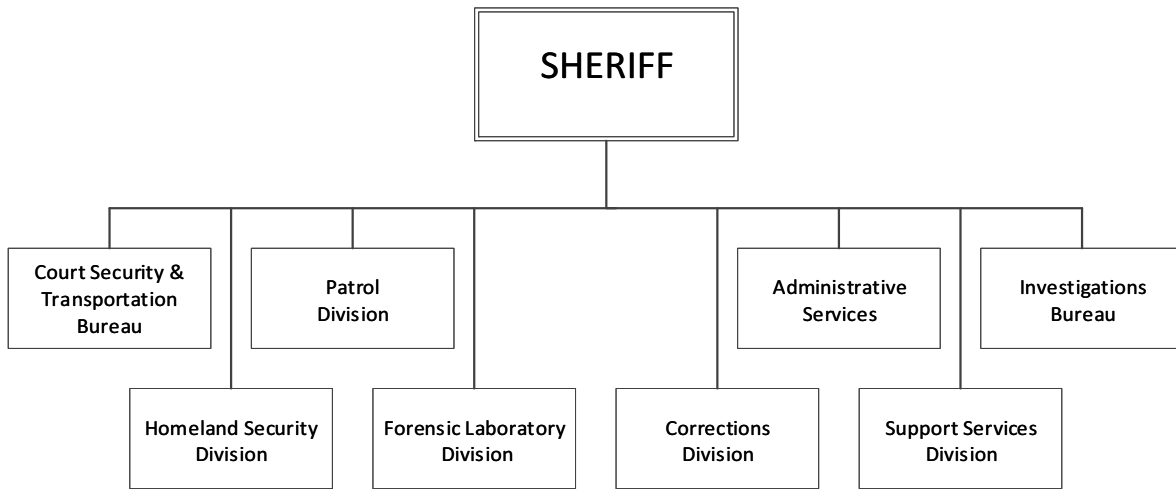 SHERIFF
Court Security &
Transportation
Bureau
Patrol
Division
Administrative
Services
Investigations
Bureau
Homeland Security
Division
Forensic Laboratory
Division
Corrections
Division
Support Services
Division